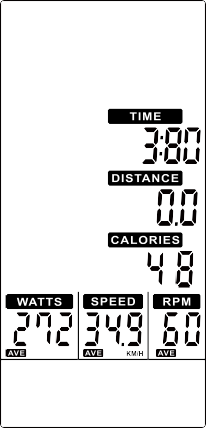 TIME
3:80
DISTANCE
0.0
CALORIES
48
WATTS SPEED RPM
272 34.9 60
AVE AVE KM/H AVE